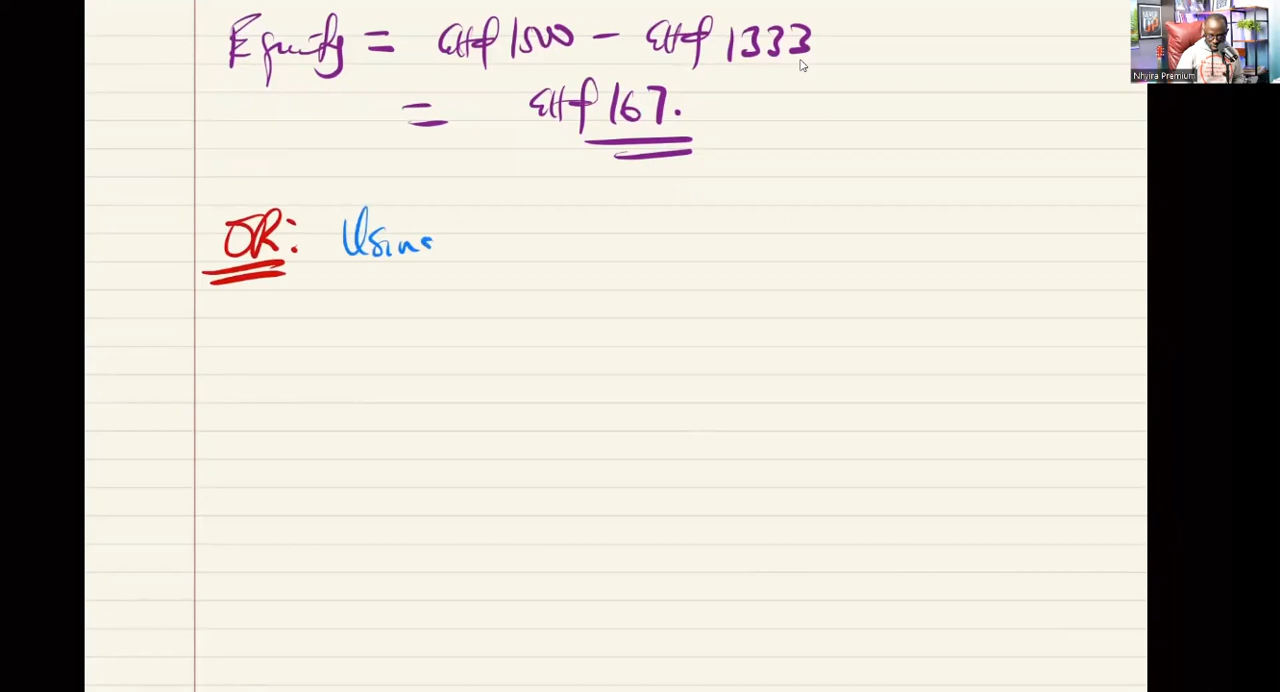 Equity = GH¢ 1500 - GH¢ 1333
= GH¢ 167.
OR: Using
Nhyira Premium